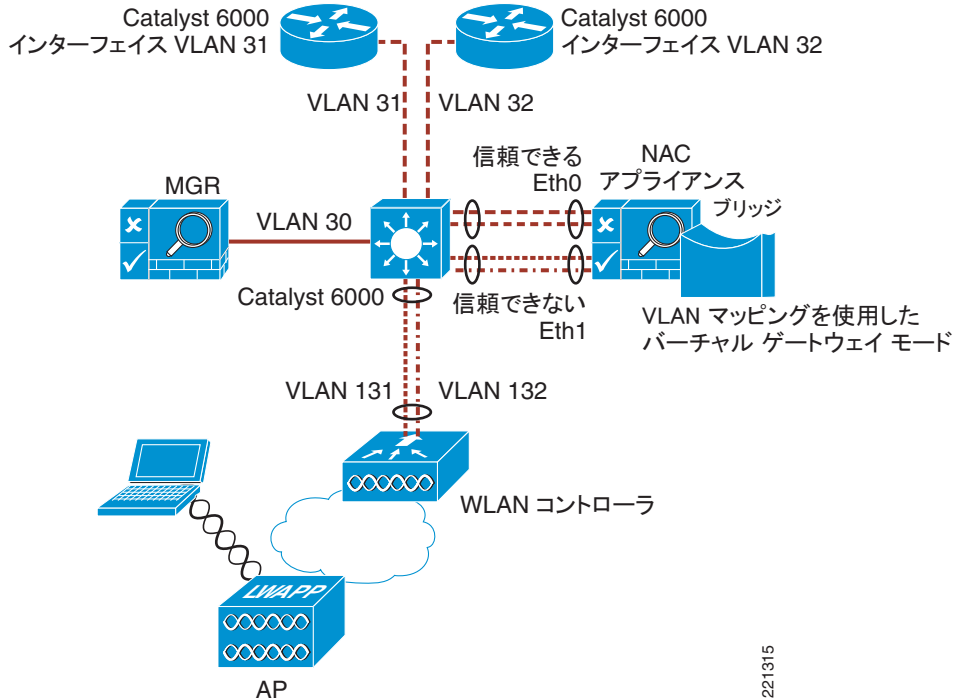 Catalyst 6000
インターフェイス VLAN 31
Catalyst 6000
インターフェイス VLAN 32
VLAN 31
VLAN 32
信頼できる
Eth0
NAC
アプライアンス
ブリッジ
MGR
VLAN 30
Catalyst 6000
信頼できない
Eth1
VLAN マッピングを使用した
バーチャル ゲートウェイ モード
VLAN 131
VLAN 132
WLAN コントローラ
LWAPP
AP
221315